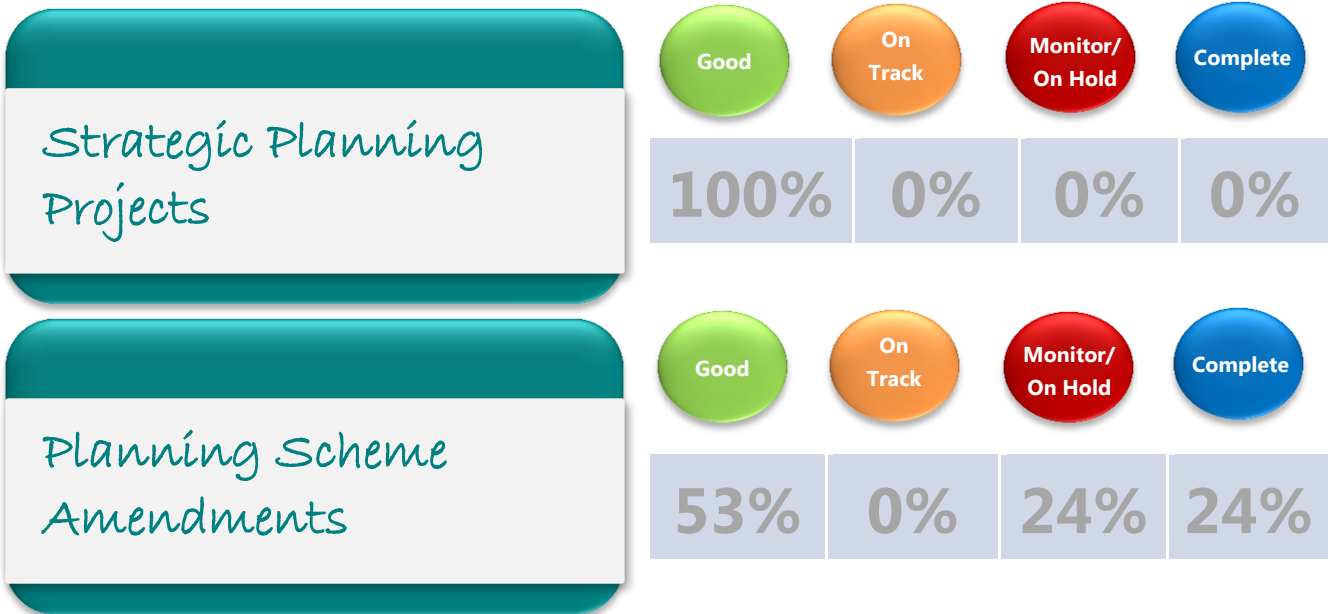 Strategic Planning
Projects
Good
On
Track
Monitor/
On Hold
Complete
100% 0% 0% 0%
Planning Scheme
Amendments
Good
On
Track
Monitor/
On Hold
Complete
53% 0% 24% 24%